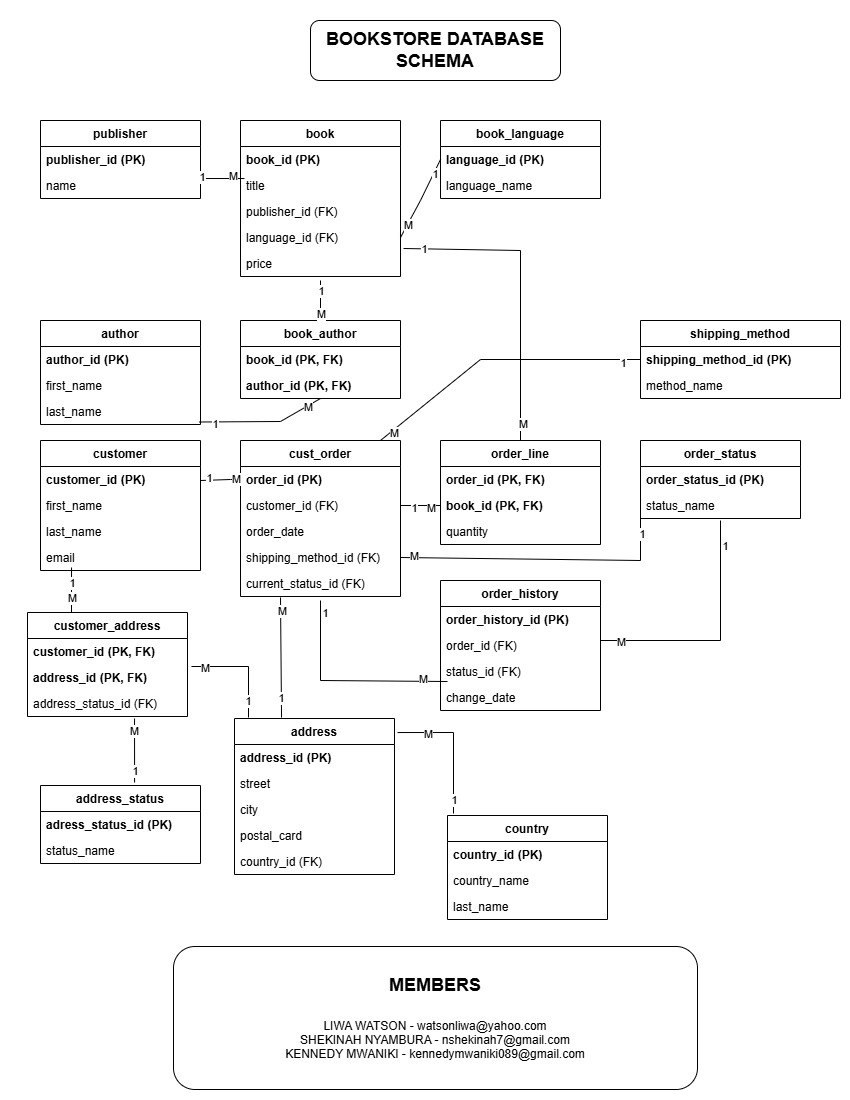 BOOKSTORE DATABASE
SCHEMA
publisher
publisher_id (PK)
name
1
M
book
book_id (PK)
title
publisher_id (FK)
language_id (FK)
price
book_language
language_id (PK)
language_name
1
M
1
1
M
author
author_id (PK)
first_name
last_name
book_author
book_id (PK, FK)
author_id (PK, FK)
M
1
shipping_method
shipping_method_id (PK)
method_name
1
M
M
customer
customer_id (PK)
first_name
last_name
email
1
M
cust_order
order_id (PK)
customer_id (FK)
order_date
shipping_method_id (FK)
current_status_id (FK)
1
M
order_line
order_id (PK, FK)
book_id (PK, FK)
quantity
order_status
order_status_id (PK)
status_name
M
1
1
1
M
customer_address
customer_id (PK, FK)
address_id (PK, FK)
address_status_id (FK)
M
1
M
1
1
M
order_history
order_history_id (PK)
order_id (FK)
status_id (FK)
change_date
M
M
1
address_status
adress_status_id (PK)
status_name
address
address_id (PK)
street
city
postal_card
country_id (FK)
M
1
country
country_id (PK)
country_name
last_name
MEMBERS
LIWA WATSON - watsonliwa@yahoo.com
SHEKINAH NYAMBURA - nshekinah7@gmail.com
KENNEDY MWANIKI - kennedymwaniki089@gmail.com